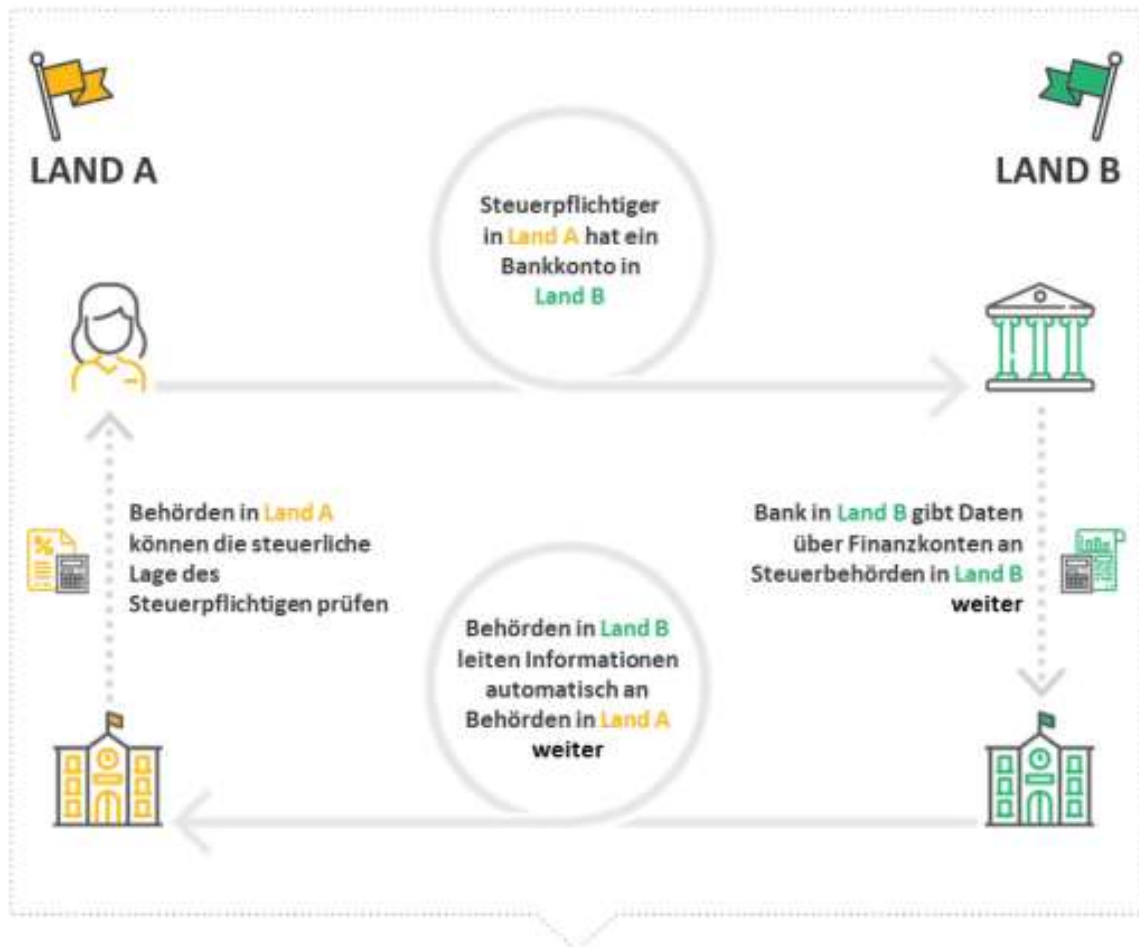 LAND A
LAND B
Steuerpflichtiger
in Land A hat ein
Bankkonto in
Land B
Behörden in Land A
können die steuerliche
Lage des
Steuerpflichtigen prüfen
Bank in Land B gibt Daten
über Finanzkonten an
Steuerbehörden in Land B
weiter
Behörden in Land B
leiten Informationen
automatisch an
Behörden in Land A
weiter
%